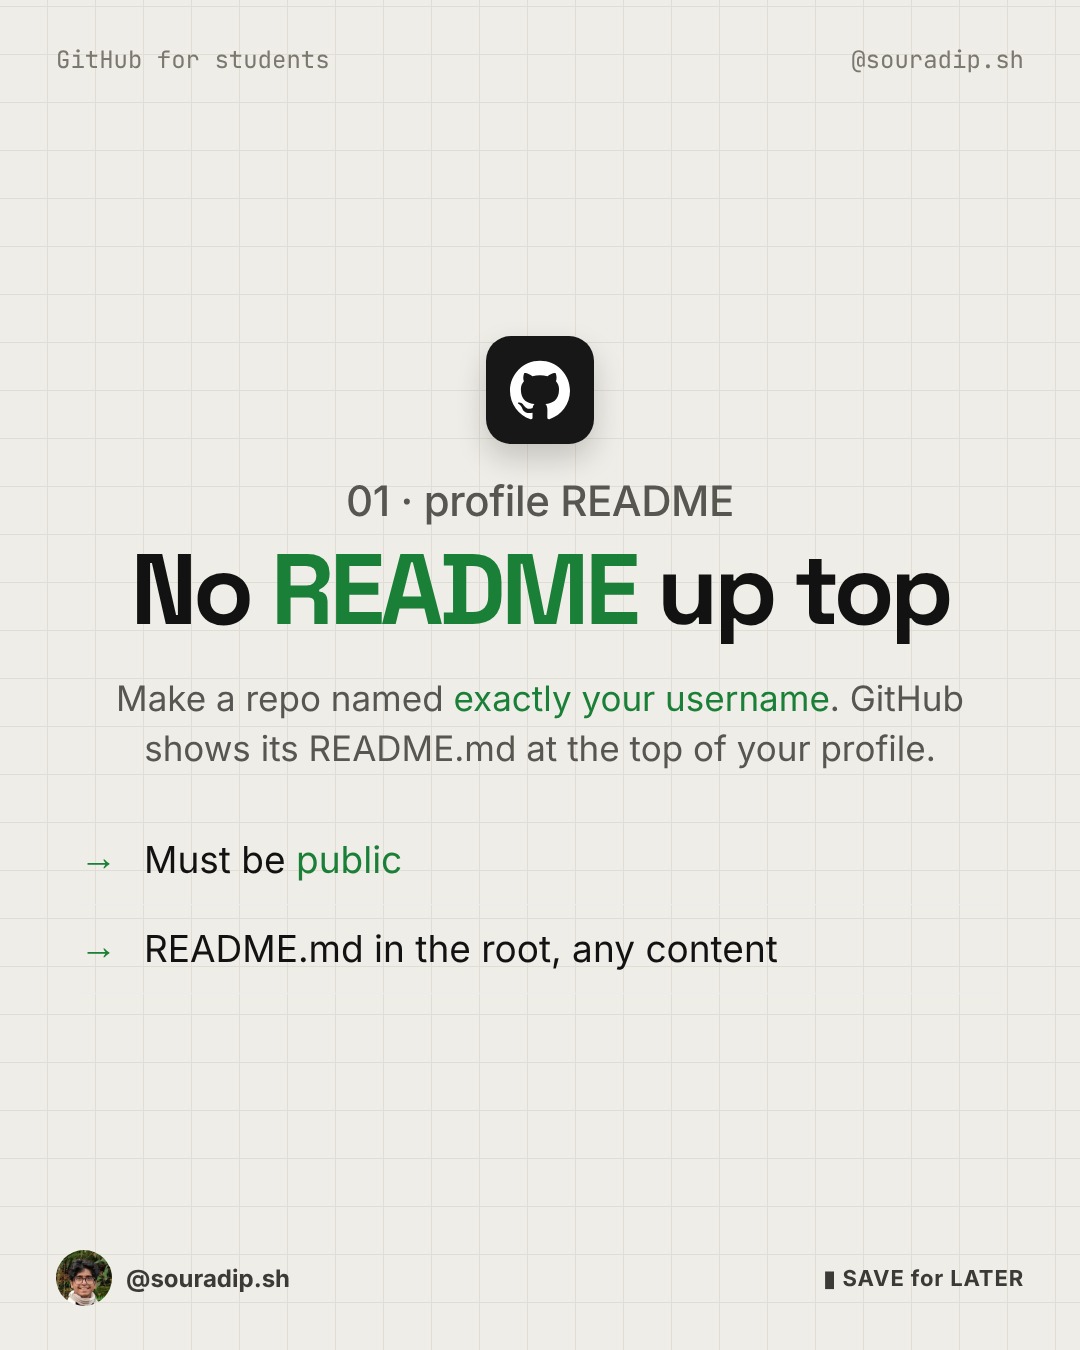 GitHub for students
@souradip.sh
01 · profile README
No README up top
Make a repo named exactly your username. GitHub
shows its README.md at the top of your profile.
→ Must be public
→ README.md in the root, any content
@souradip.sh
▮ SAVE for LATER